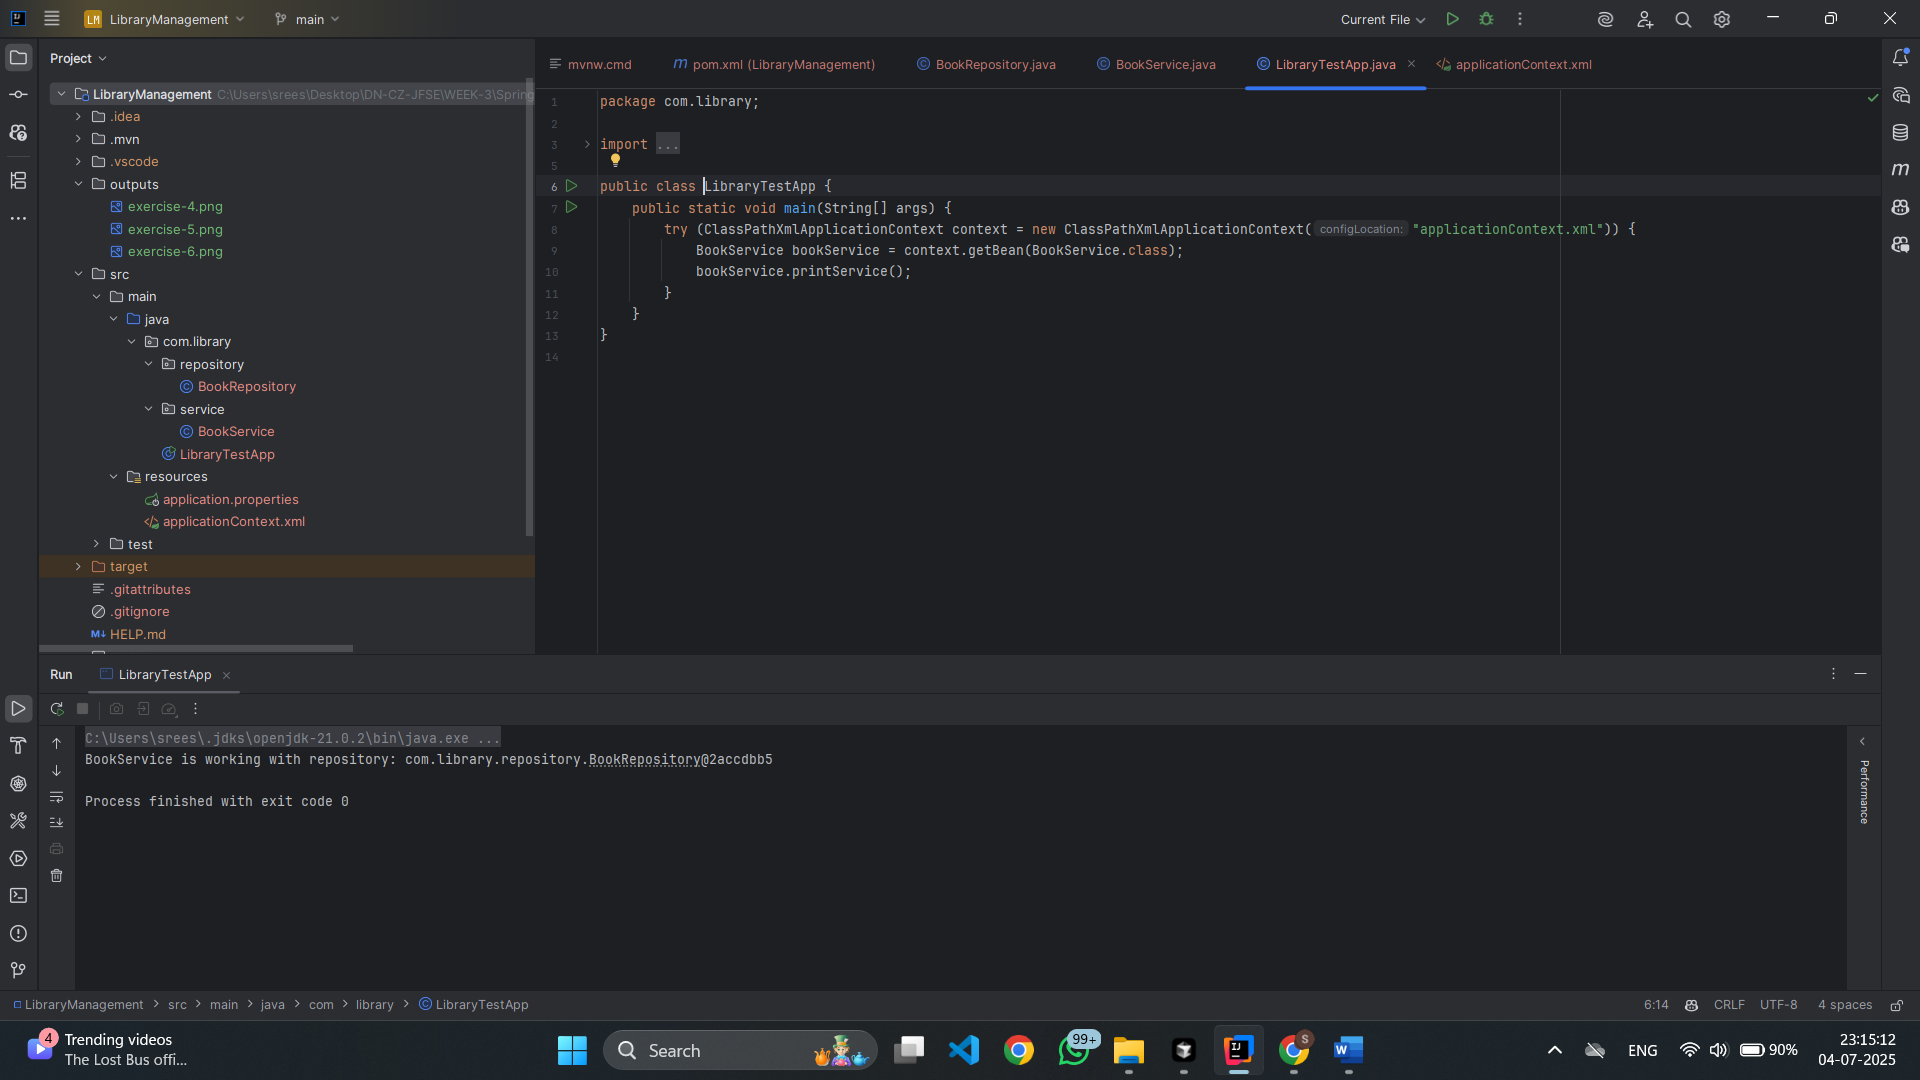 LM LibraryManagement main Current File
Project
LibraryManagement C:\Users\srees\Desktop\DN-CZ-JFSE\WEEK-3\Spring
.idea
.mvn
.vscode
outputs
exercise-4.png
exercise-5.png
exercise-6.png
src
main
java
com.library
repository
BookRepository
service
BookService
LibraryTestApp
resources
application.properties
applicationContext.xml
test
target
.gitattributes
.gitignore
M↓ HELP.md
mvnw.cmd pom.xml (LibraryManagement) BookRepository.java BookService.java LibraryTestApp.java applicationContext.xml
1 package com.library;
2
3 import ...
5
6 public class LibraryTestApp {
7 public static void main(String[] args) {
8 try (ClassPathXmlApplicationContext context = new ClassPathXmlApplicationContext( configLocation: "applicationContext.xml")) {
9 BookService bookService = context.getBean(BookService.class);
10 bookService.printService();
11 }
12 }
13 }
14
Run LibraryTestApp
C:\Users\srees\.jdks\openjdk-21.0.2\bin\java.exe ...
BookService is working with repository: com.library.repository.BookRepository@2accdbb5
Process finished with exit code 0
Performance
LibraryManagement > src > main > java > com > library > LibraryTestApp 6:14 CRLF UTF-8 4 spaces
4 Trending videos
The Lost Bus offi...
Search
99+
S
ENG
90%
23:15:12
04-07-2025